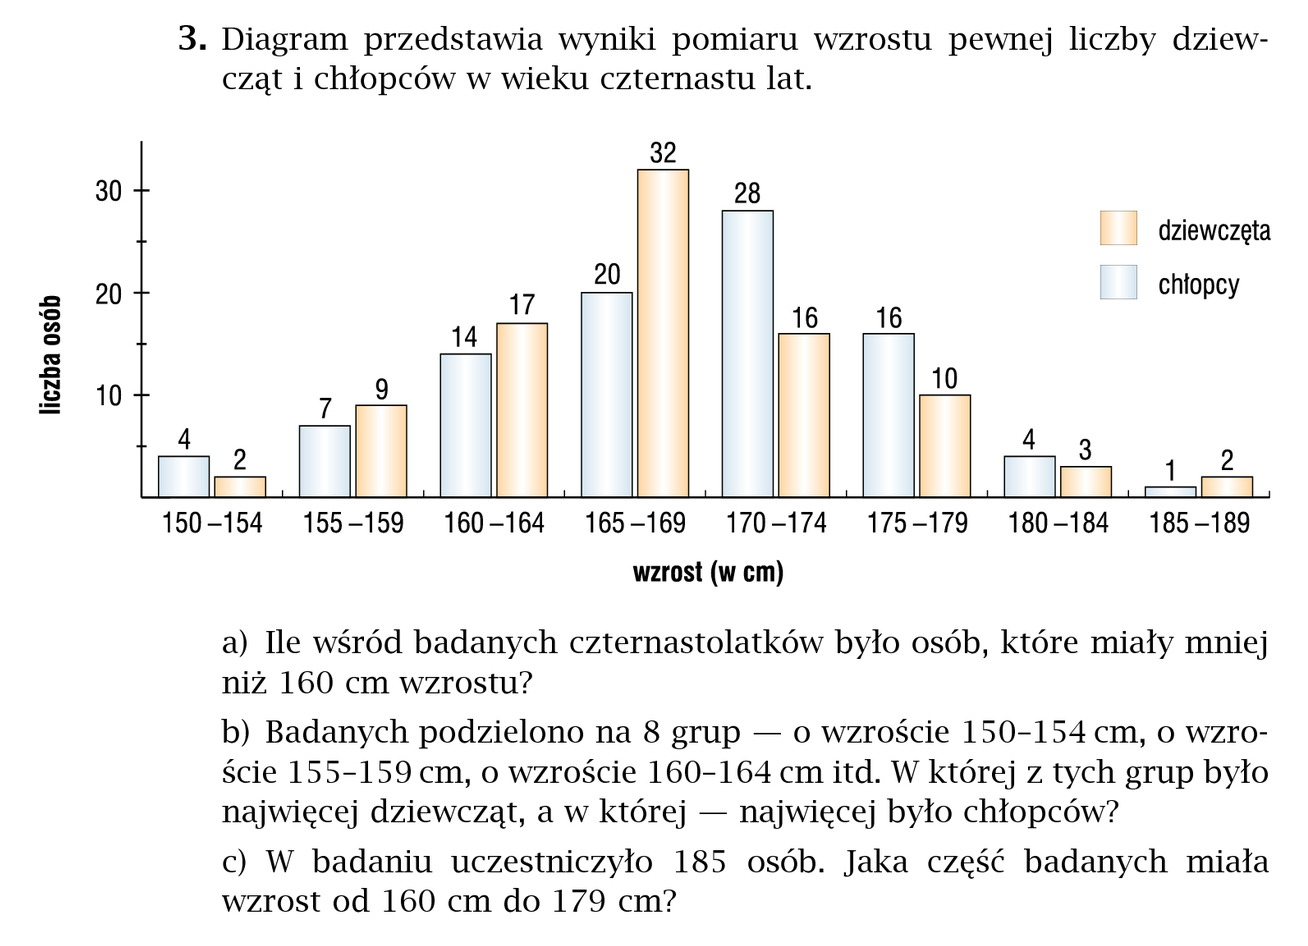 3. Diagram przedstawia wyniki pomiaru wzrostu pewnej liczby dziew-
cząt i chłopców w wieku czternastu lat.
liczba osób
30
20
10
4 2 7 9 14 17 20 32 28 16 16 10 4 3 1 2
dziewczęta
chłopcy
150–154 155–159 160–164 165–169 170–174 175–179 180–184 185–189
wzrost (w cm)
a) Ile wśród badanych czternastolatków było osób, które miały mniej
niż 160 cm wzrostu?
b) Badanych podzielono na 8 grup — o wzroście 150–154 cm, o wzro-
ście 155–159 cm, o wzroście 160–164 cm itd. W której z tych grup było
najwięcej dziewcząt, a w której — najwięcej było chłopców?
c) W badaniu uczestniczyło 185 osób. Jaka część badanych miała
wzrost od 160 cm do 179 cm?